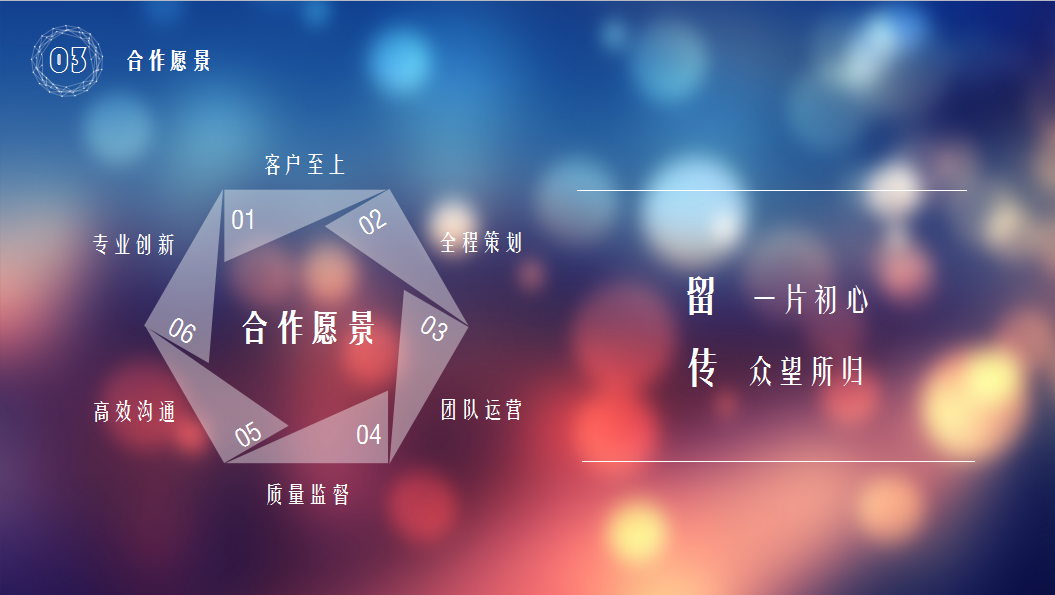 03
合作愿景
客户至上
01
02
专业创新
全程策划
06
合作愿景
03
高效沟通
团队运营
05
04
质量监督
留 一片初心
传 众望所归